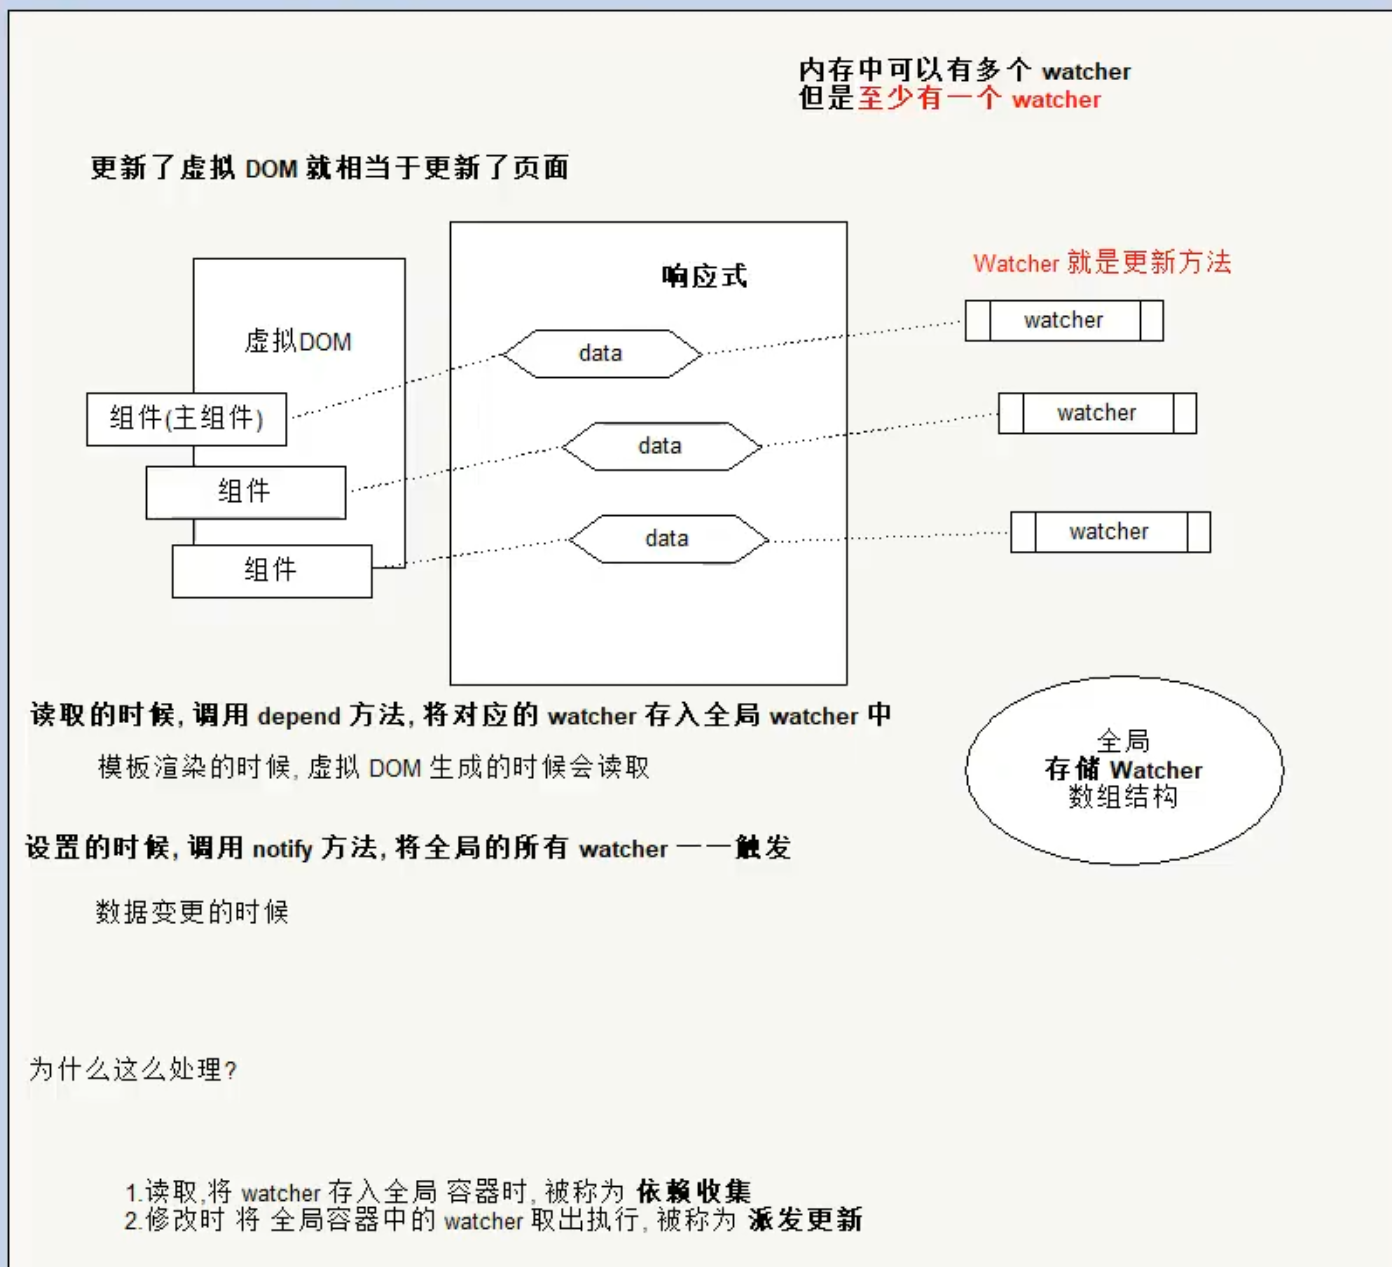 内存中可以有多个 watcher
但是至少有一个 watcher
更新了虚拟 DOM 就相当于更新了页面
响应式
Watcher 就是更新方法
虚拟DOM
data
watcher
组件(主组件)
data
watcher
组件
data
watcher
组件
读取的时候, 调用 depend 方法, 将对应的 watcher 存入全局 watcher 中
模板渲染的时候, 虚拟 DOM 生成的时候会读取
全局
存储 Watcher
数组结构
设置的时候, 调用 notify 方法, 将全局的所有 watcher 一一触发
数据变更的时候
为什么这么处理?
1.读取,将 watcher 存入全局 容器时, 被称为 依赖收集
2.修改时 将 全局容器中的 watcher 取出执行, 被称为 派发更新